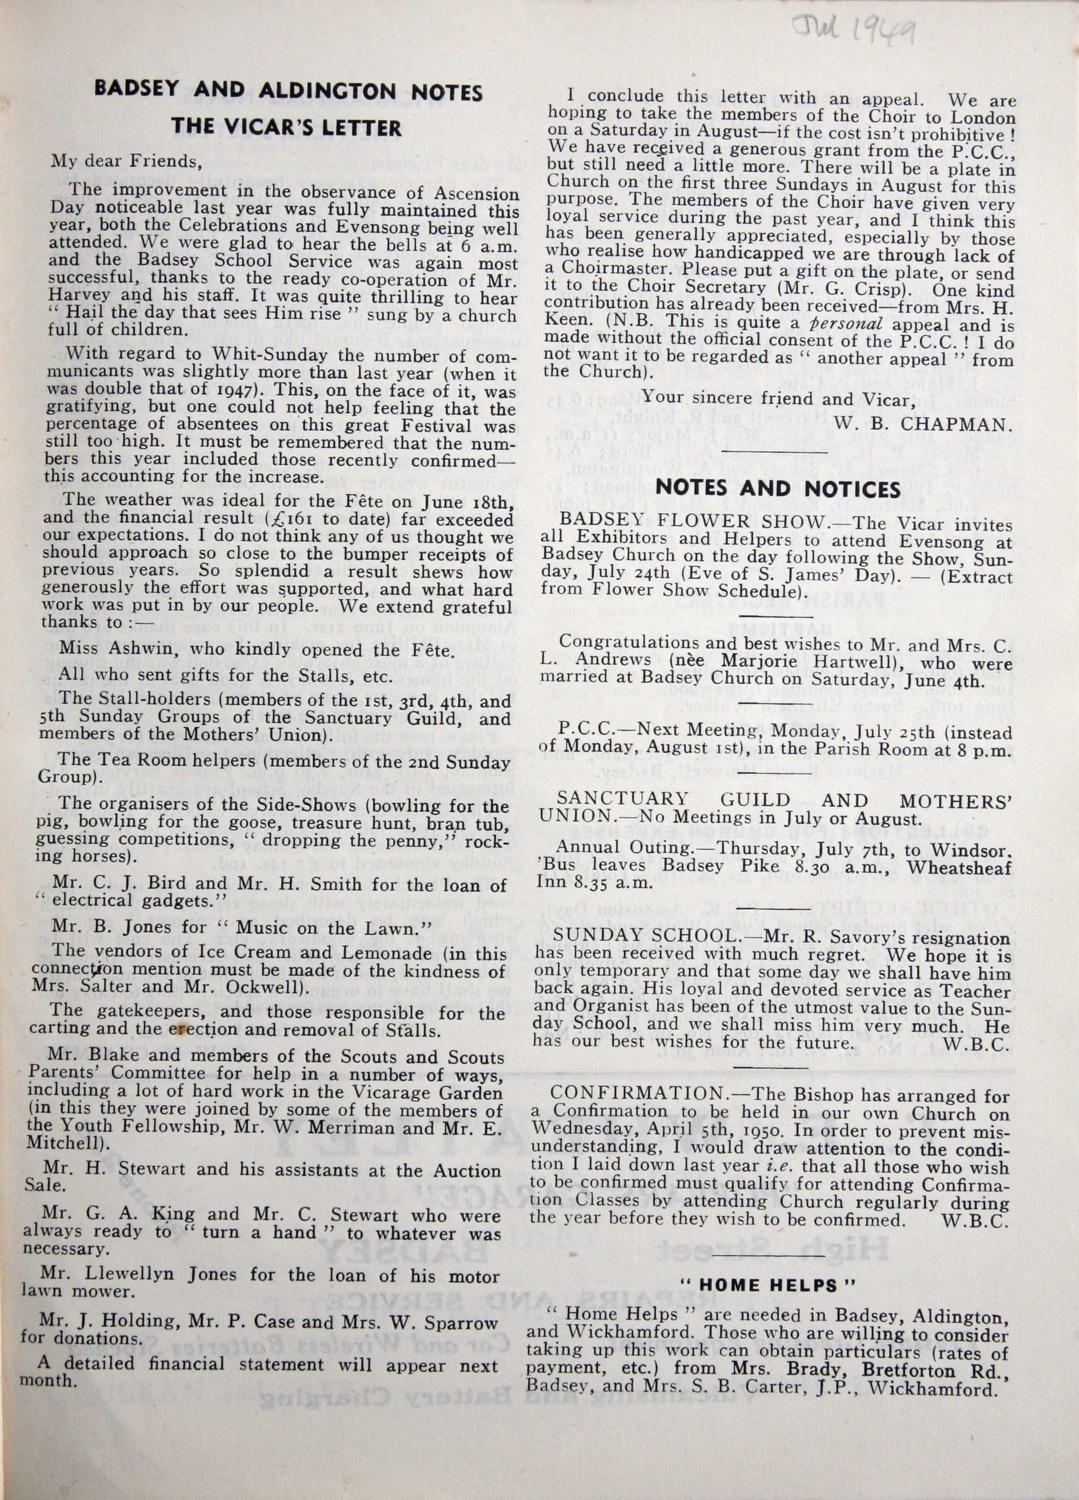 Jul 1949
BADSEY AND ALDINGTON NOTES
THE VICAR'S LETTER
My dear Friends,
The improvement in the observance of Ascension
Day noticeable last year was fully maintained this
year, both the Celebrations and Evensong being well
attended. We were glad to hear the bells at 6 a.m.
and the Badsey School Service was again most
successful, thanks to the ready co-operation of Mr.
Harvey and his staff. It was quite thrilling to hear
“ Hail the day that sees Him rise ” sung by a church
full of children.
With regard to Whit-Sunday the number of com-
municants was slightly more than last year (when it
was double that of 1947). This, on the face of it, was
gratifying, but one could not help feeling that the
percentage of absentees on this great Festival was
still too high. It must be remembered that the num-
bers this year included those recently confirmed—
this accounting for the increase.
The weather was ideal for the Fête on June 18th,
and the financial result (£161 to date) far exceeded
our expectations. I do not think any of us thought we
should approach so close to the bumper receipts of
previous years. So splendid a result shews how
generously the effort was supported, and what hard
work was put in by our people. We extend grateful
thanks to :—
Miss Ashwin, who kindly opened the Fête.
All who sent gifts for the Stalls, etc.
The Stall-holders (members of the 1st, 3rd, 4th, and
5th Sunday Groups of the Sanctuary Guild, and
members of the Mothers' Union).
The Tea Room helpers (members of the 2nd Sunday
Group).
The organisers of the Side-Shows (bowling for the
pig, bowling for the goose, treasure hunt, bran tub,
guessing competitions, “ dropping the penny,” rock-
ing horses).
Mr. C. J. Bird and Mr. H. Smith for the loan of
“ electrical gadgets.”
Mr. B. Jones for “ Music on the Lawn.”
The vendors of Ice Cream and Lemonade (in this
connection mention must be made of the kindness of
Mrs. Salter and Mr. Ockwell).
The gatekeepers, and those responsible for the
carting and the erection and removal of Stalls.
Mr. Blake and members of the Scouts and Scouts
Parents' Committee for help in a number of ways,
including a lot of hard work in the Vicarage Garden
(in this they were joined by some of the members of
the Youth Fellowship, Mr. W. Merriman and Mr. E.
Mitchell).
Mr. H. Stewart and his assistants at the Auction
Sale.
Mr. G. A. King and Mr. C. Stewart who were
always ready to “ turn a hand ” to whatever was
necessary.
Mr. Llewellyn Jones for the loan of his motor
lawn mower.
Mr. J. Holding, Mr. P. Case and Mrs. W. Sparrow
for donations.
A detailed financial statement will appear next
month.
I conclude this letter with an appeal. We are
hoping to take the members of the Choir to London
on a Saturday in August—if the cost isn't prohibitive !
We have received a generous grant from the P.C.C.,
but still need a little more. There will be a plate in
Church on the first three Sundays in August for this
purpose. The members of the Choir have given very
loyal service during the past year, and I think this
has been generally appreciated, especially by those
who realise how handicapped we are through lack of
a Choirmaster. Please put a gift on the plate, or send
it to the Choir Secretary (Mr. G. Crisp). One kind
contribution has already been received—from Mrs. H.
Keen. (N.B. This is quite a personal appeal and is
made without the official consent of the P.C.C. ! I do
not want it to be regarded as “ another appeal ” from
the Church).
Your sincere friend and Vicar,
W. B. CHAPMAN.
NOTES AND NOTICES
BADSEY FLOWER SHOW.—The Vicar invites
all Exhibitors and Helpers to attend Evensong at
Badsey Church on the day following the Show, Sun-
day, July 24th (Eve of S. James' Day). — (Extract
from Flower Show Schedule).
Congratulations and best wishes to Mr. and Mrs. C.
L. Andrews (nèe Marjorie Hartwell), who were
married at Badsey Church on Saturday, June 4th.
P.C.C.—Next Meeting, Monday, July 25th (instead
of Monday, August 1st), in the Parish Room at 8 p.m.
SANCTUARY GUILD AND MOTHERS'
UNION.—No Meetings in July or August.
Annual Outing.—Thursday, July 7th, to Windsor.
'Bus leaves Badsey Pike 8.30 a.m., Wheatsheaf
Inn 8.35 a.m.
SUNDAY SCHOOL.—Mr. R. Savory's resignation
has been received with much regret. We hope it is
only temporary and that some day we shall have him
back again. His loyal and devoted service as Teacher
and Organist has been of the utmost value to the Sun-
day School, and we shall miss him very much. He
has our best wishes for the future. W.B.C.
CONFIRMATION.—The Bishop has arranged for
a Confirmation to be held in our own Church on
Wednesday, April 5th, 1950. In order to prevent mis-
understanding, I would draw attention to the condi-
tion I laid down last year i.e. that all those who wish
to be confirmed must qualify for attending Confirma-
tion Classes by attending Church regularly during
the year before they wish to be confirmed. W.B.C.
“ HOME HELPS ”
“ Home Helps ” are needed in Badsey, Aldington,
and Wickhamford. Those who are willing to consider
taking up this work can obtain particulars (rates of
payment, etc.) from Mrs. Brady, Bretforton Rd.,
Badsey, and Mrs. S. B. Carter, J.P., Wickhamford.